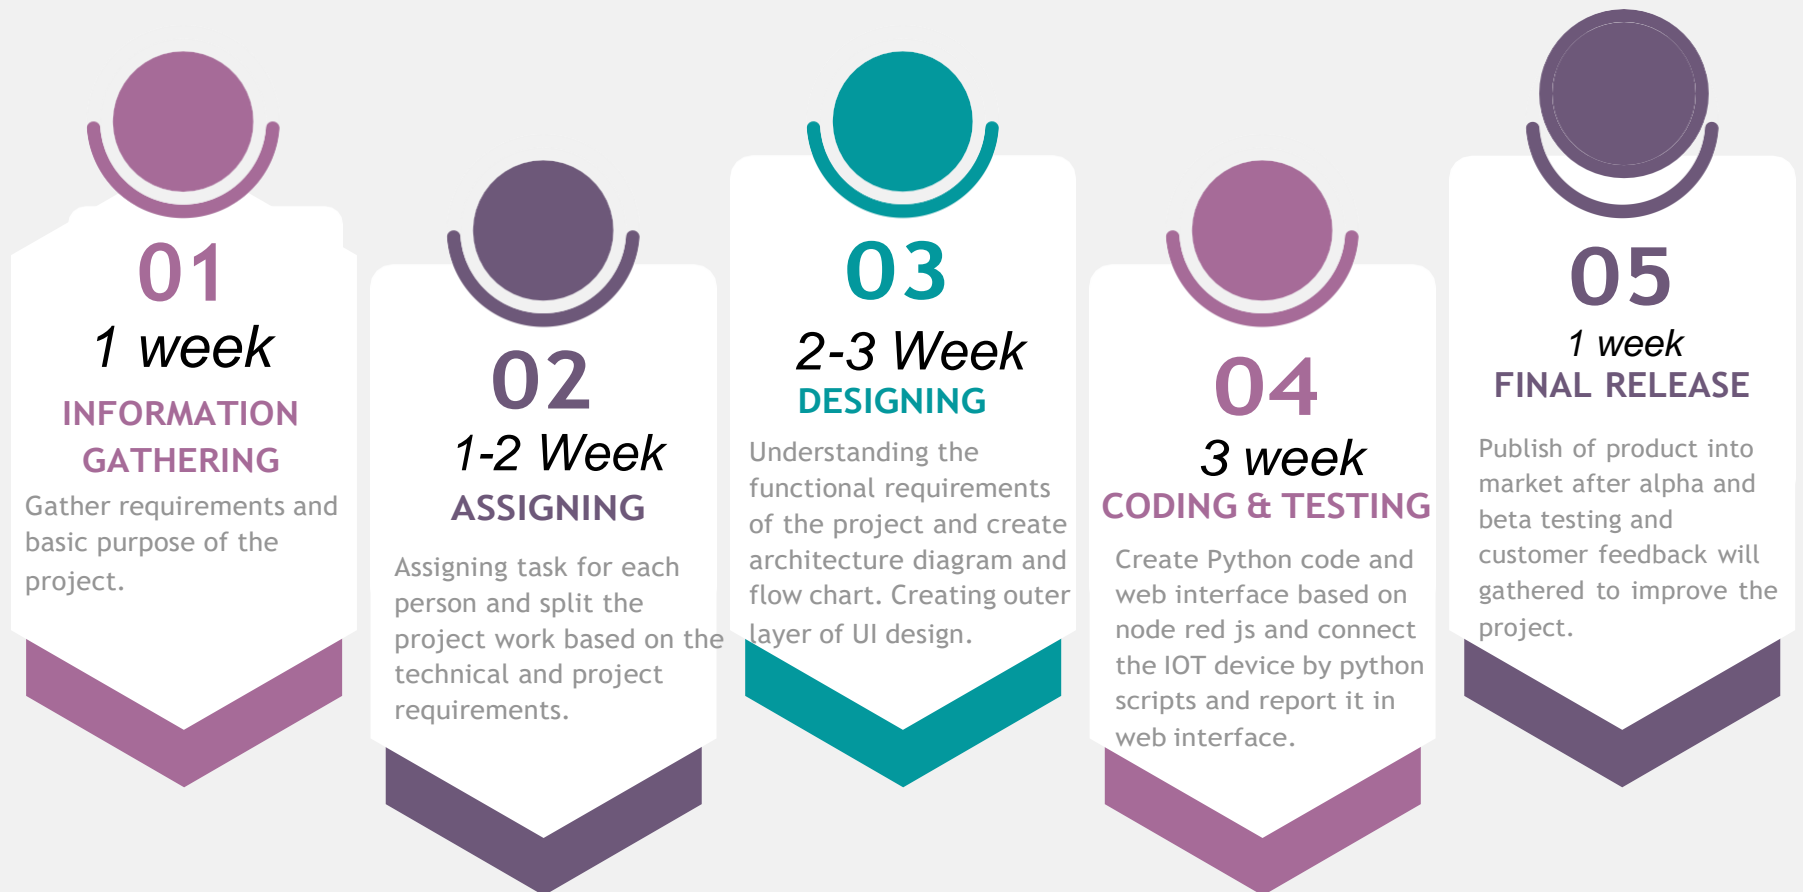 01
1 week
INFORMATION
GATHERING
Gather requirements and
basic purpose of the
project.
02
1-2 Week
ASSIGNING
Assigning task for each
person and split the
project work based on the
technical and project
requirements.
03
2-3 Week
DESIGNING
Understanding the
functional requirements
of the project and create
architecture diagram and
flow chart. Creating outer
layer of UI design.
04
3 week
CODING & TESTING
Create Python code and
web interface based on
node red js and connect
the IOT device by python
scripts and report it in
web interface.
05
1 week
FINAL RELEASE
Publish of product into
market after alpha and
beta testing and
customer feedback will
gathered to improve the
project.